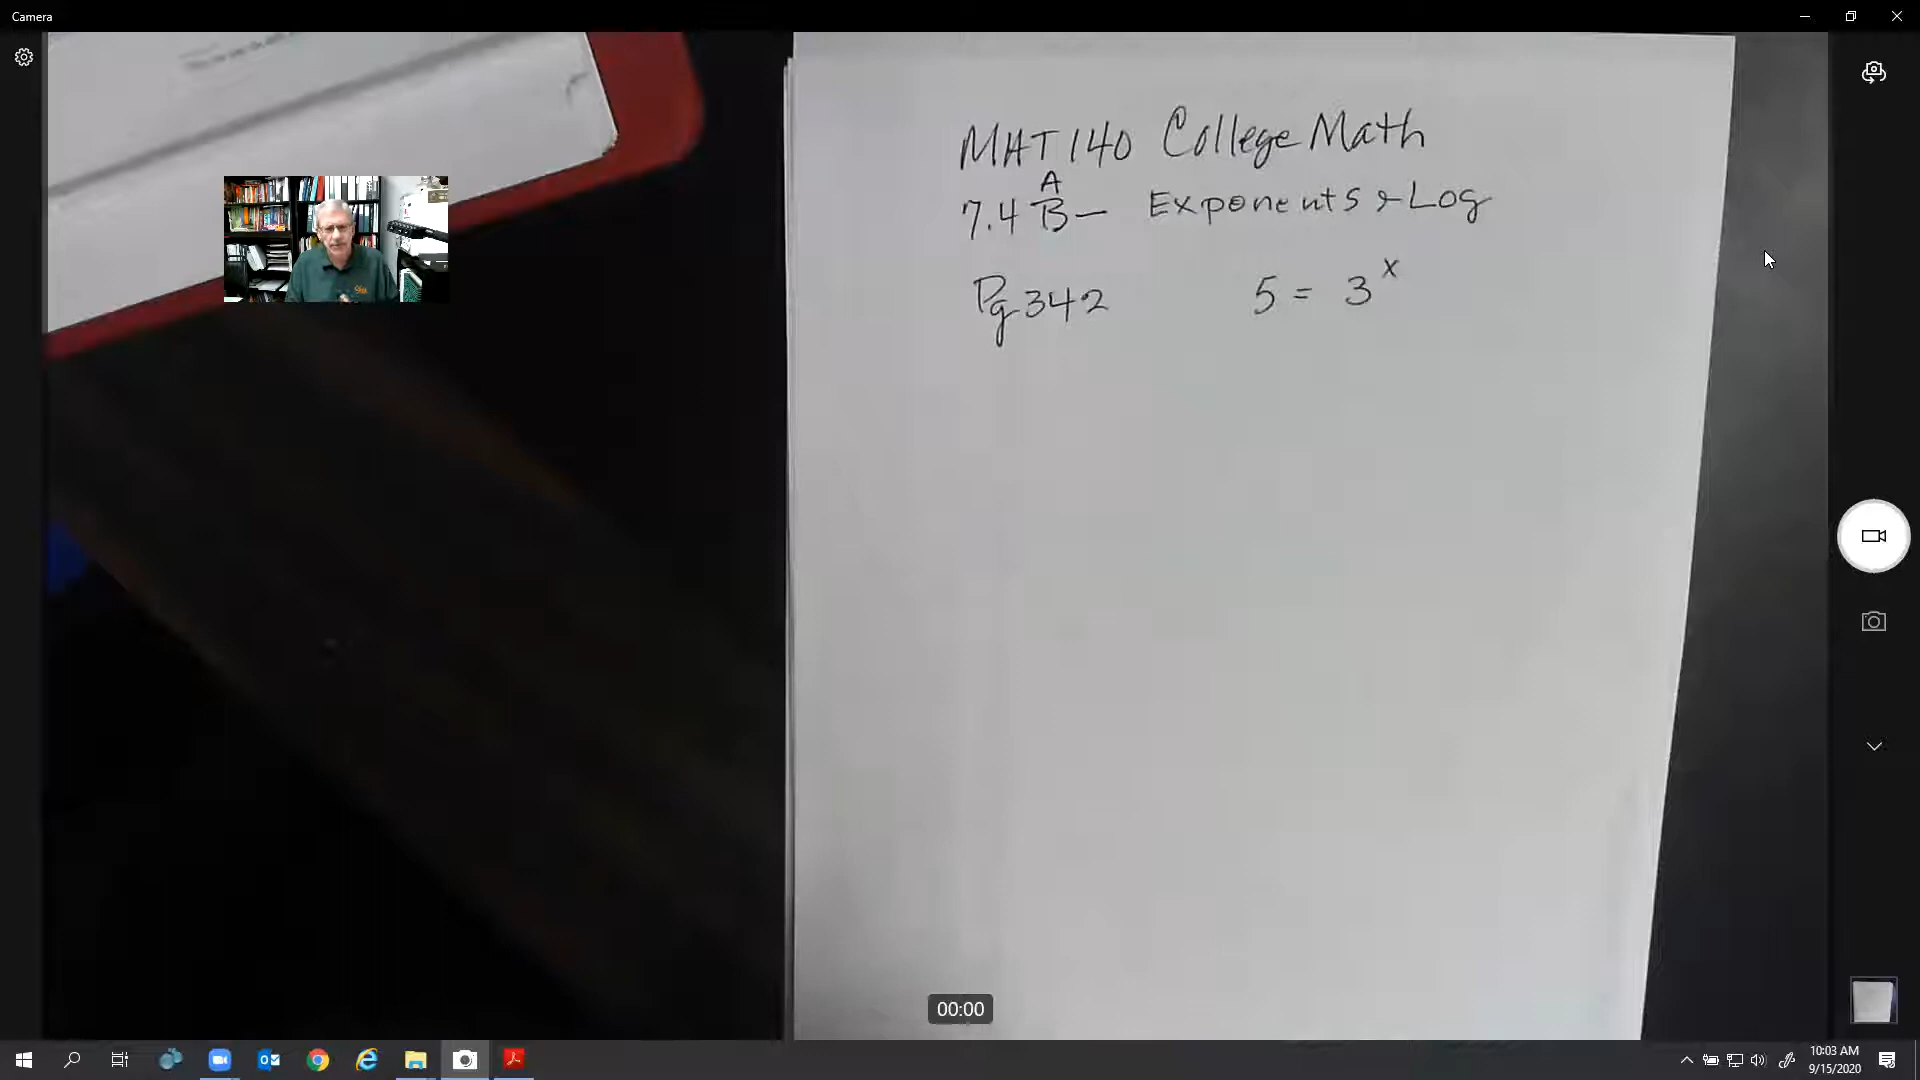 Camera
MAT 140 College Math
A
7.4 B — Exponents & Log
Pg 342 5 = 3^x
00:00
10:03 AM
9/15/2020